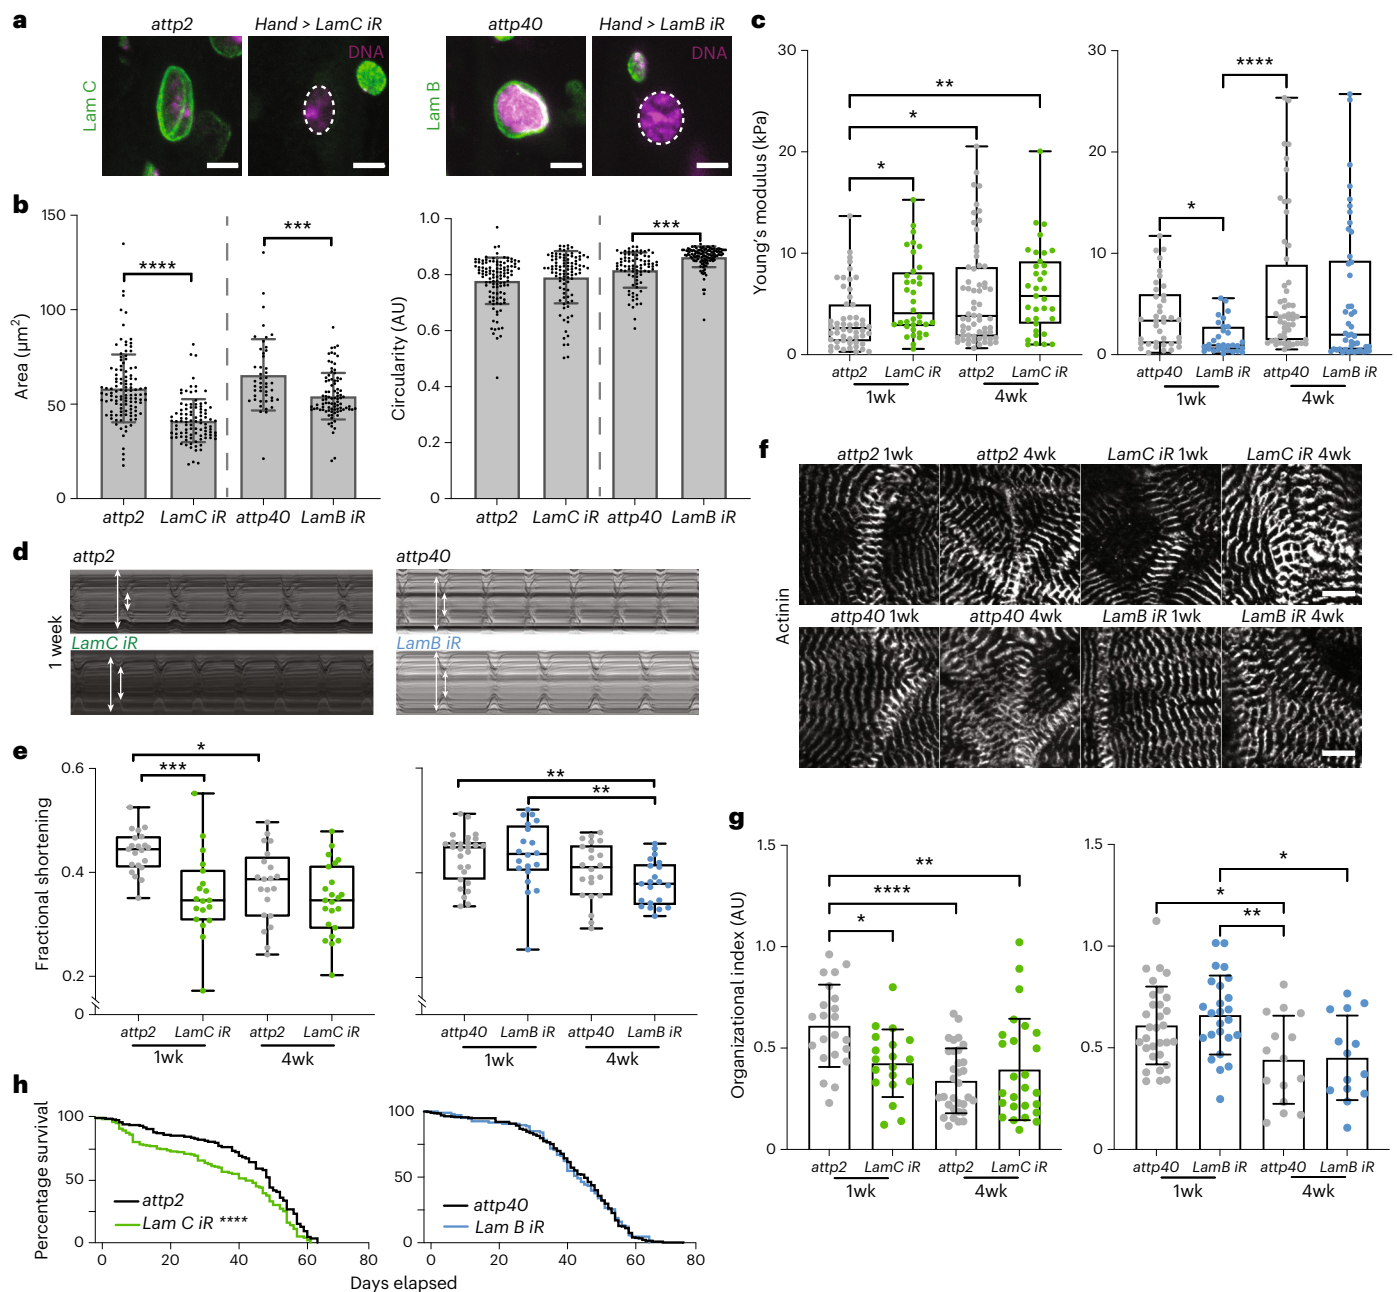 a
attp2
Hand > LamC iR
attp40
Hand > LamB iR
Lam C
DNA
Lam B
DNA
b
Area (µm²)
150
100
50
0
****
***
attp2
LamC iR
attp40
LamB iR
Circularity (AU)
1.0
0.8
0.6
0.4
0.2
0
***
attp2
LamC iR
attp40
LamB iR
c
Young's modulus (kPa)
30
20
10
0
**
*
*
attp2
LamC iR
attp2
LamC iR
1wk
4wk
30
20
10
0
****
*
attp40
LamB iR
attp40
LamB iR
1wk
4wk
d
1 week
attp2
attp40
LamC iR
LamB iR
e
Fractional shortening
0.6
0.4
0.2
0
*
***
attp2
LamC iR
attp2
LamC iR
1wk
4wk
**
**
attp40
LamB iR
attp40
LamB iR
1wk
4wk
f
Actinin
attp2 1wk
attp2 4wk
LamC iR 1wk
LamC iR 4wk
attp40 1wk
attp40 4wk
LamB iR 1wk
LamB iR 4wk
g
Organizational index (AU)
1.5
1.0
0.5
0
**
****
*
attp2
LamC iR
attp2
LamC iR
1wk
4wk
1.5
1.0
0.5
0
*
*
**
attp40
LamB iR
attp40
LamB iR
1wk
4wk
h
Percentage survival
100
50
0
attp2
Lam C iR ****
0
20
40
60
80
100
50
0
attp40
Lam B iR
0
20
40
60
80
Days elapsed